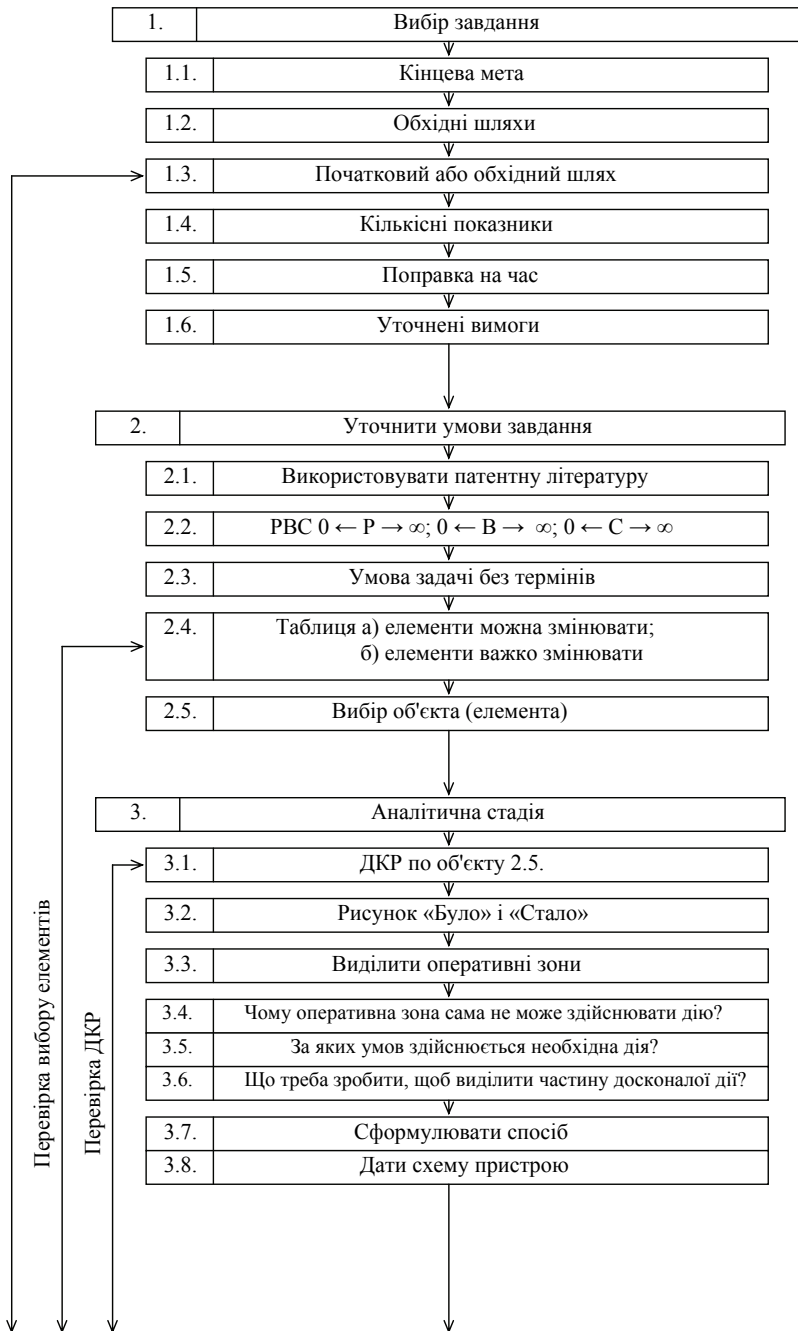 1. Вибір завдання
1.1. Кінцева мета
1.2. Обхідні шляхи
1.3. Початковий або обхідний шлях
1.4. Кількісні показники
1.5. Поправка на час
1.6. Уточнені вимоги
2. Уточнити умови завдання
2.1. Використовувати патентну літературу
2.2. РВС 0 ← Р → ∞; 0 ← В → ∞; 0 ← С → ∞
2.3. Умова задачі без термінів
2.4. Таблиця а) елементи можна змінювати;
б) елементи важко змінювати
2.5. Вибір об'єкта (елемента)
3. Аналітична стадія
3.1. ДКР по об'єкту 2.5.
3.2. Рисунок «Було» і «Стало»
3.3. Виділити оперативні зони
3.4. Чому оперативна зона сама не може здійснювати дію?
3.5. За яких умов здійснюється необхідна дія?
3.6. Що треба зробити, щоб виділити частину досконалої дії?
3.7. Сформулювати спосіб
3.8. Дати схему пристрою
Перевірка вибору елементів
Перевірка ДКР